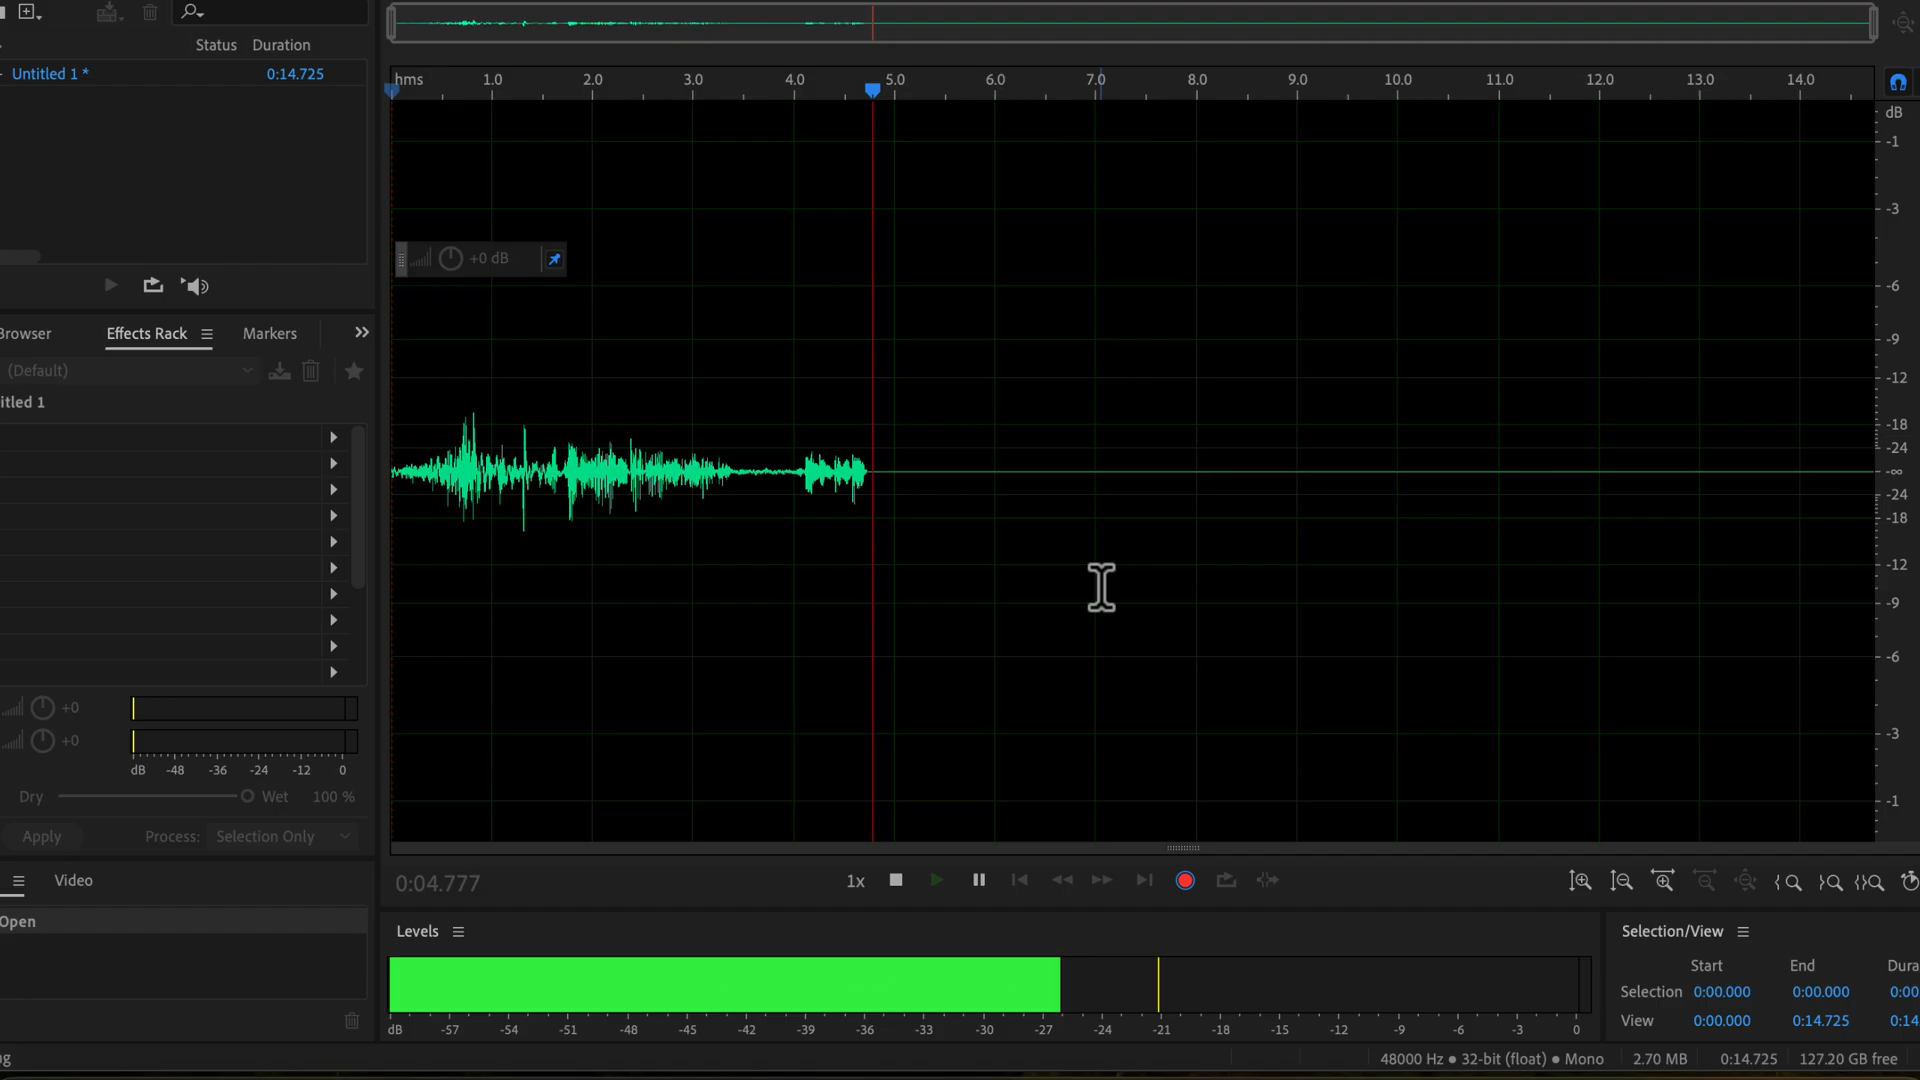 Status Duration
Untitled 1 * 0:14.725
hms 1.0 2.0 3.0 4.0 5.0 6.0 7.0 8.0 9.0 10.0 11.0 12.0 13.0 14.0
dB
-1
-3
-6
-9
-12
-18
-24
-∞
-24
-18
-12
-9
-6
-3
-1
+0 dB
Browser Effects Rack Markers
(Default)
itled 1
+0
+0
dB -48 -36 -24 -12 0
Dry Wet 100 %
Apply Process: Selection Only
Video
Open
0:04.777 1x
Levels
dB -57 -54 -51 -48 -45 -42 -39 -36 -33 -30 -27 -24 -21 -18 -15 -12 -9 -6 -3 0
Selection/View
Start End Dura
Selection 0:00.000 0:00.000 0:00
View 0:00.000 0:14.725 0:14
ng 48000 Hz ● 32-bit (float) ● Mono 2.70 MB 0:14.725 127.20 GB free